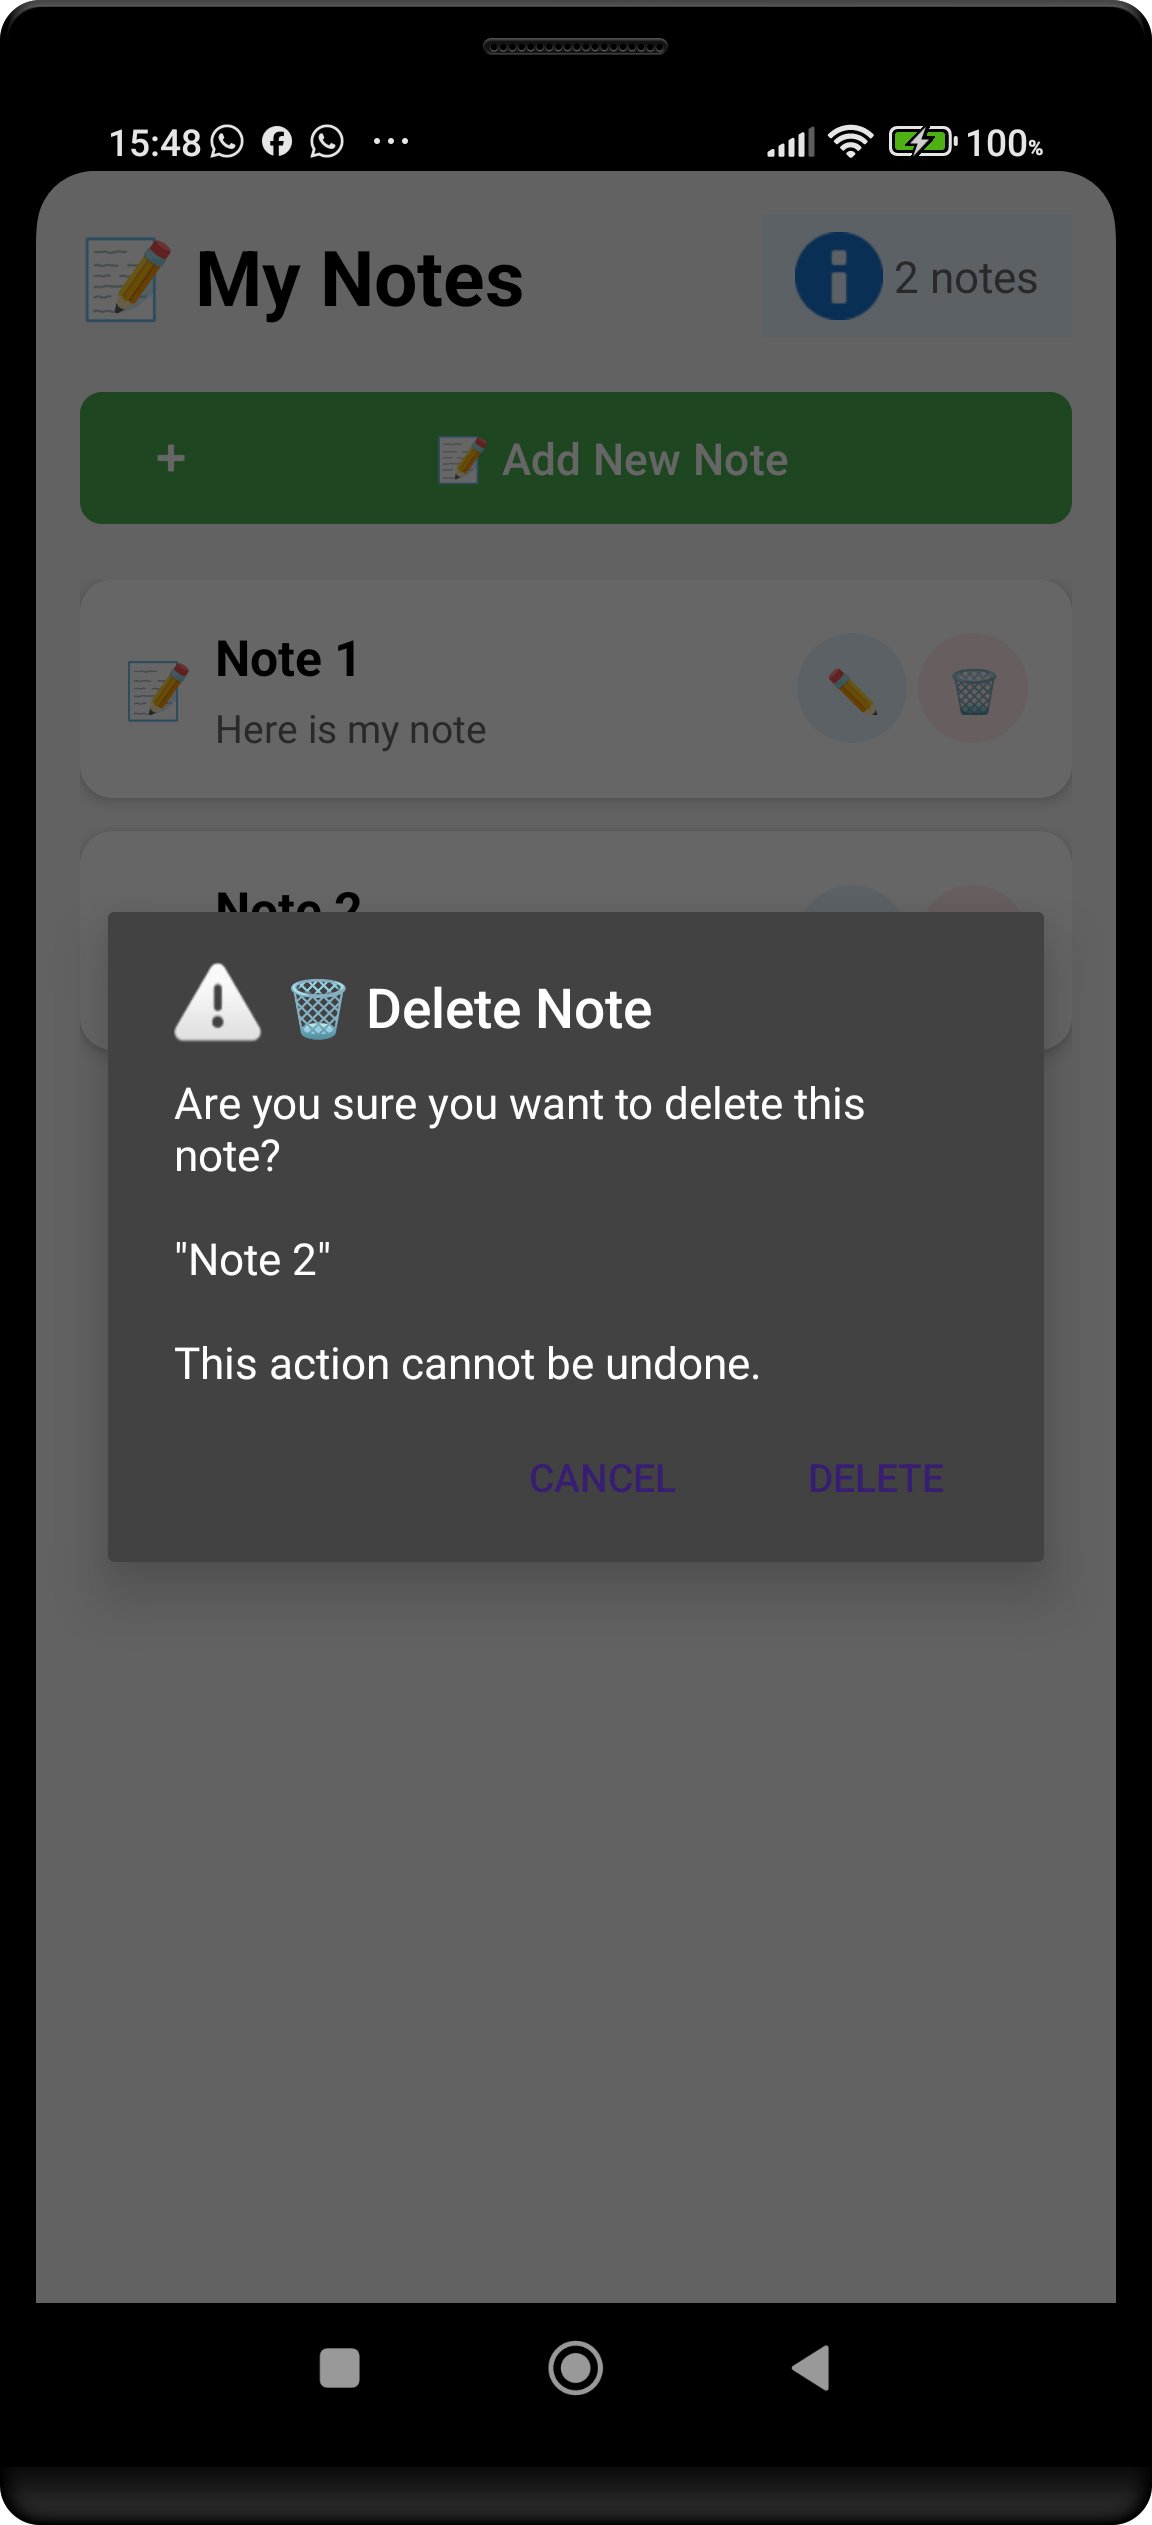 15:48 100%
📝 My Notes
2 notes
+ 📝 Add New Note
Note 1
Here is my note
Note 2
🗑️ Delete Note
Are you sure you want to delete this
note?
"Note 2"
This action cannot be undone.
CANCEL DELETE